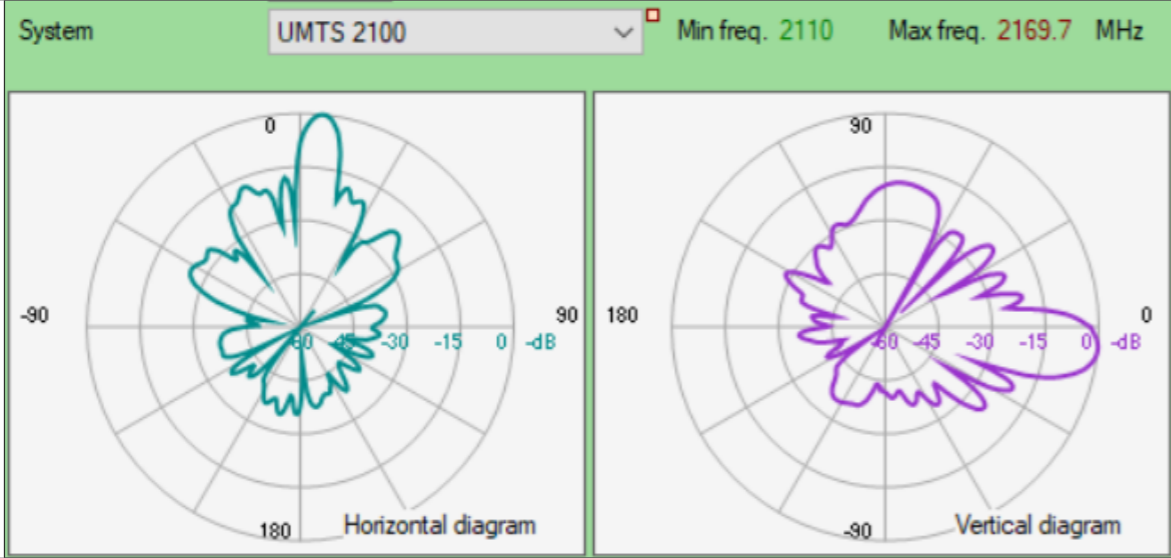 System UMTS 2100 Min freq. 2110 Max freq. 2169.7 MHz
0
-90
90
-60 -45 -30 -15 0 -dB
180
Horizontal diagram
90
180
0
-60 -45 -30 -15 0 -dB
-90
Vertical diagram